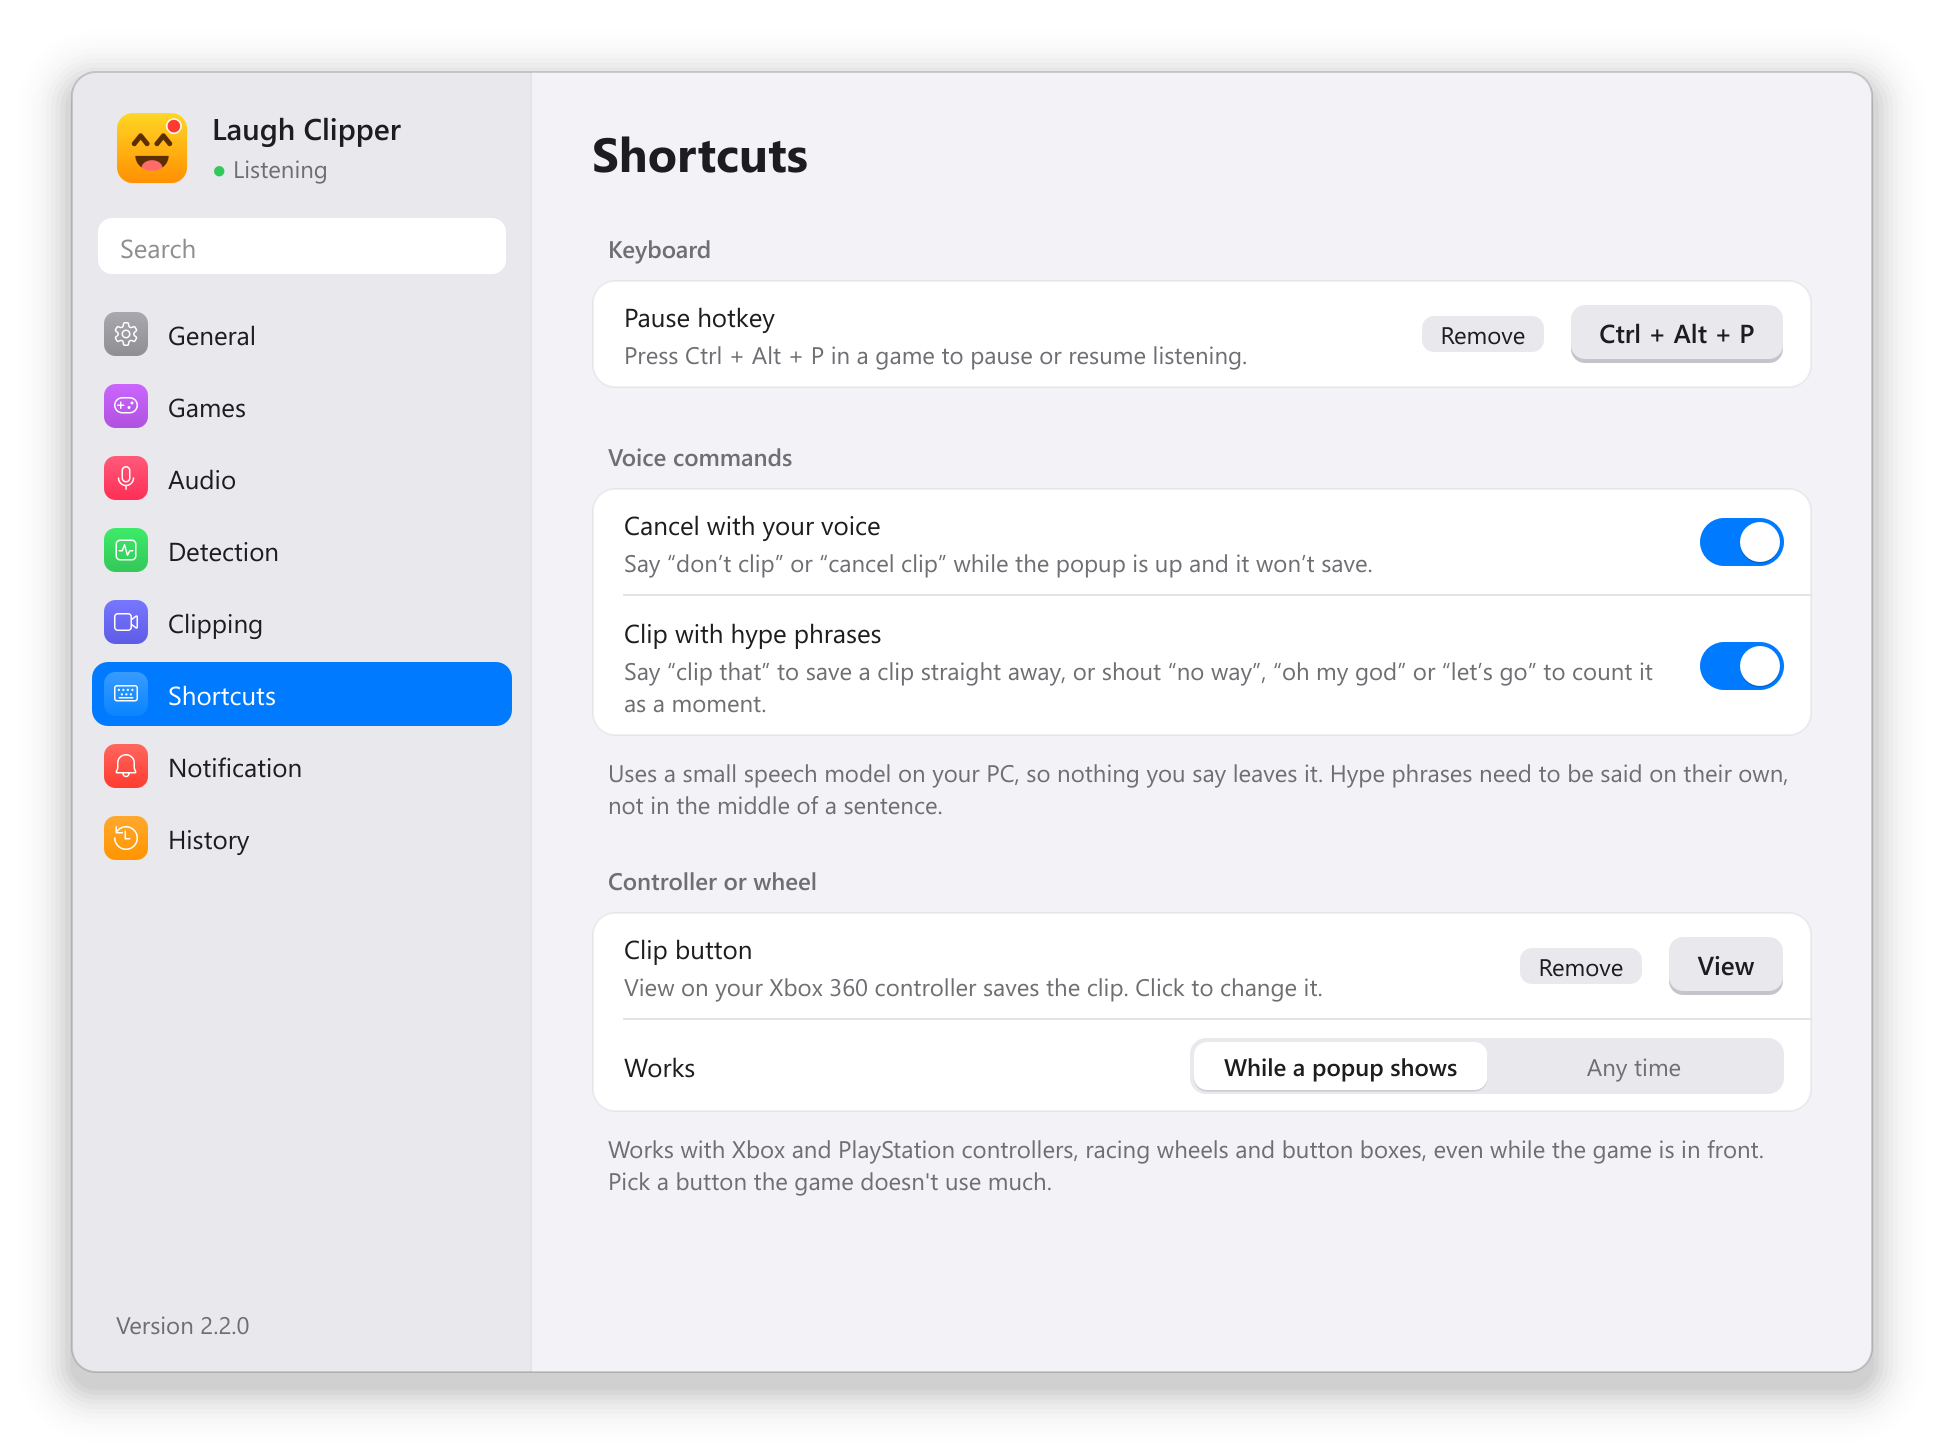 Laugh Clipper
Listening
Search
General
Games
Audio
Detection
Clipping
Shortcuts
Notification
History
Version 2.2.0
Shortcuts
Keyboard
Pause hotkey
Press Ctrl + Alt + P in a game to pause or resume listening.
Remove
Ctrl + Alt + P
Voice commands
Cancel with your voice
Say “don’t clip” or “cancel clip” while the popup is up and it won’t save.
Clip with hype phrases
Say “clip that” to save a clip straight away, or shout “no way”, “oh my god” or “let’s go” to count it
as a moment.
Uses a small speech model on your PC, so nothing you say leaves it. Hype phrases need to be said on their own,
not in the middle of a sentence.
Controller or wheel
Clip button
View on your Xbox 360 controller saves the clip. Click to change it.
Remove
View
Works
While a popup shows
Any time
Works with Xbox and PlayStation controllers, racing wheels and button boxes, even while the game is in front.
Pick a button the game doesn't use much.